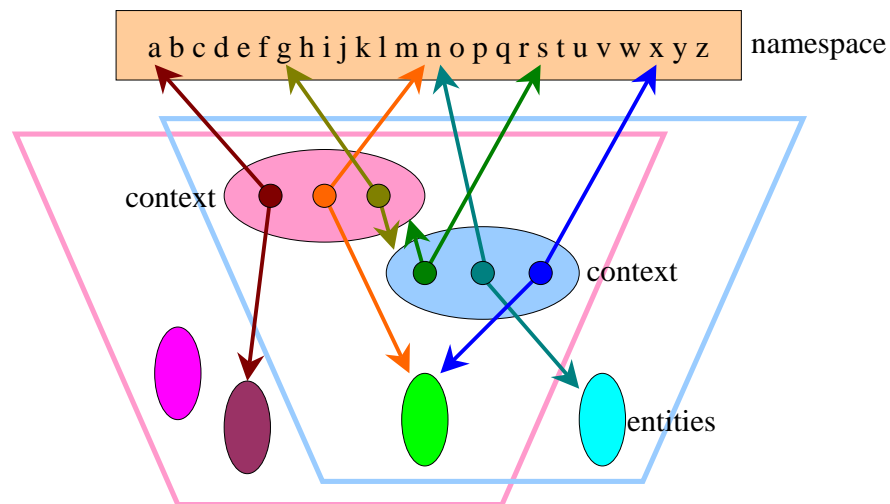 a b c d e f g h i j k l m n o p q r s t u v w x y z
namespace
context
context
entities